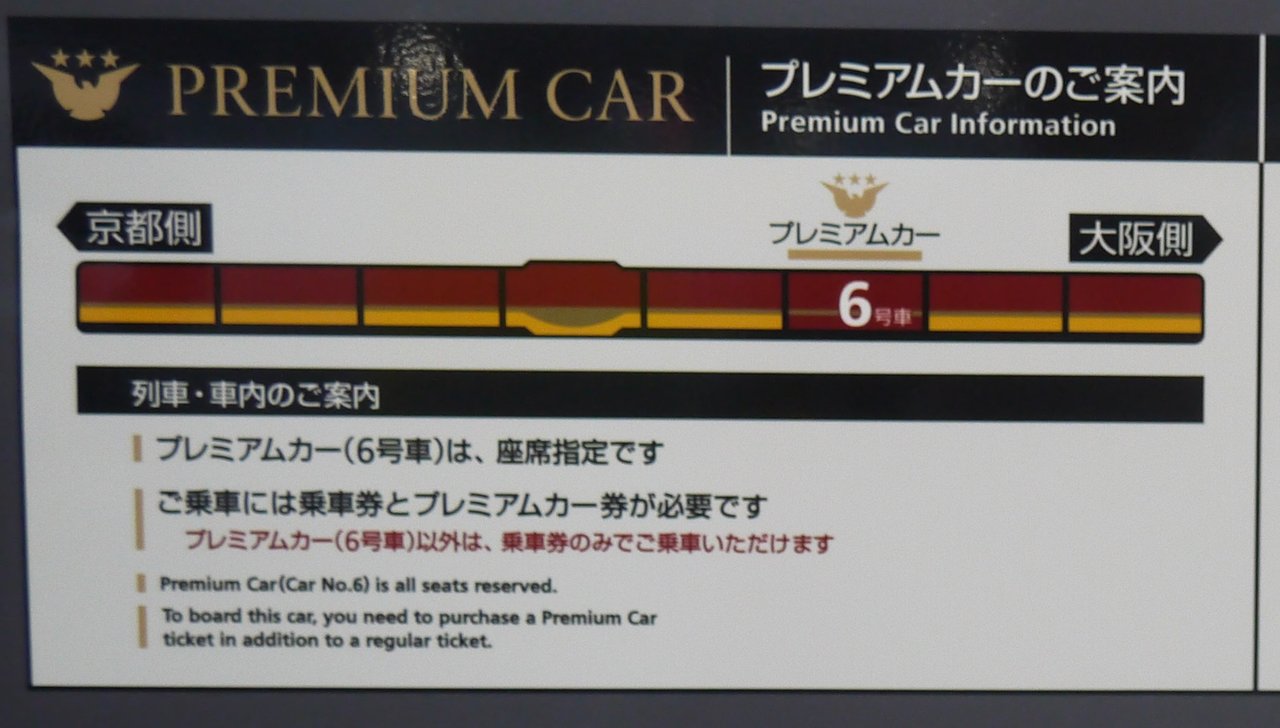 PREMIUM CAR
プレミアムカーのご案内
Premium Car Information
京都側
プレミアムカー
大阪側
6号車
列車・車内のご案内
プレミアムカー(6号車)は、座席指定です
ご乗車には乗車券とプレミアムカー券が必要です
プレミアムカー(6号車)以外は、乗車券のみでご乗車いただけます
Premium Car(Car No.6) is all seats reserved.
To board this car, you need to purchase a Premium Car
ticket in addition to a regular ticket.